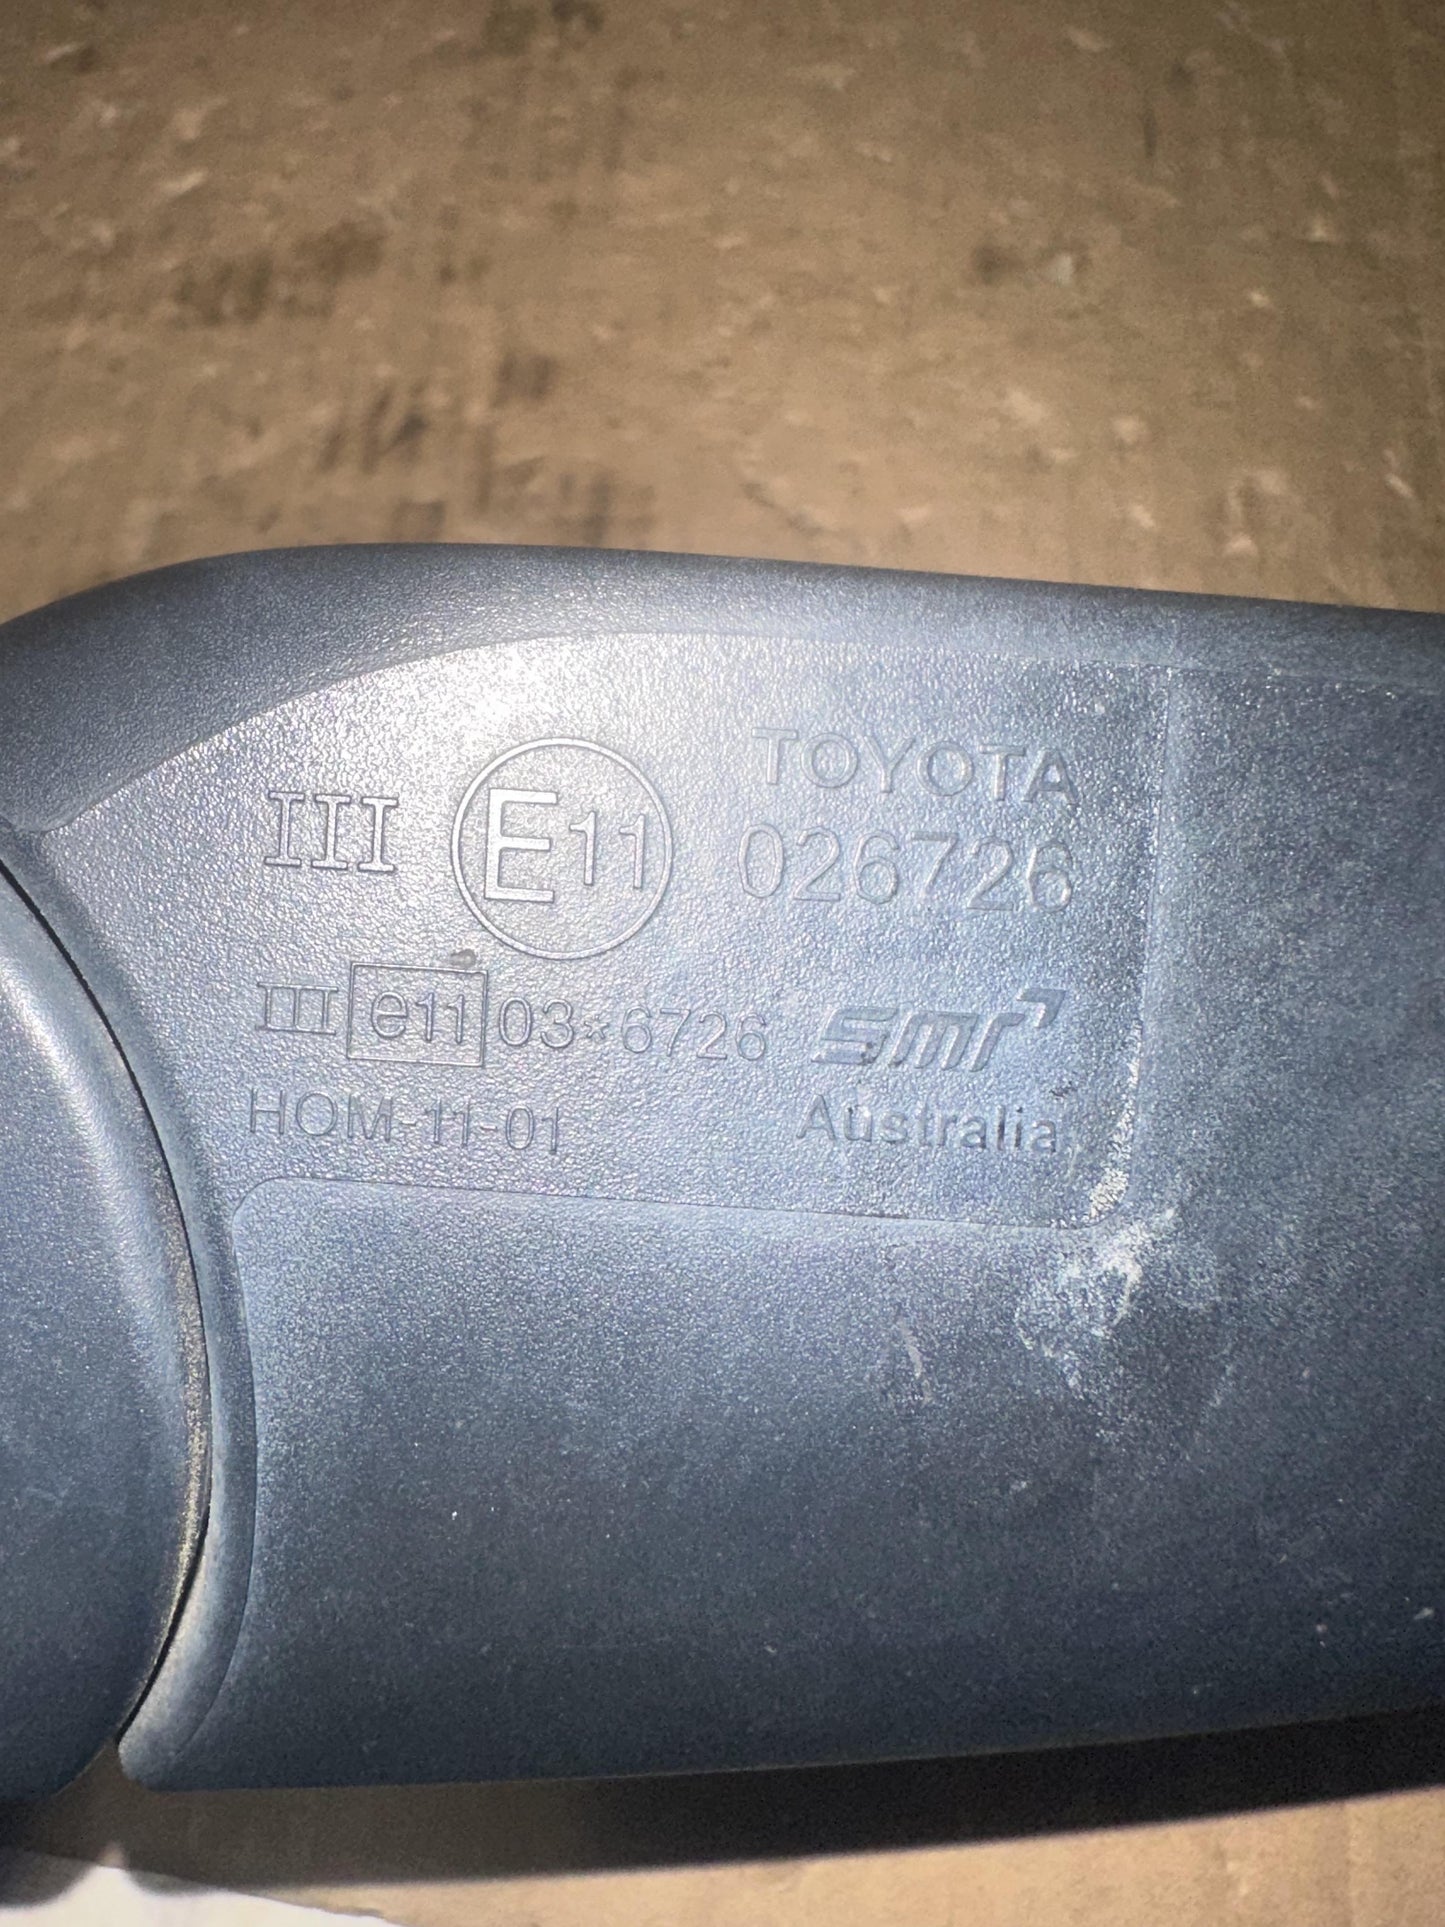 TOYOTA
III E11 026726
III e11 03*6726 smr
HOM-11-01 Australia